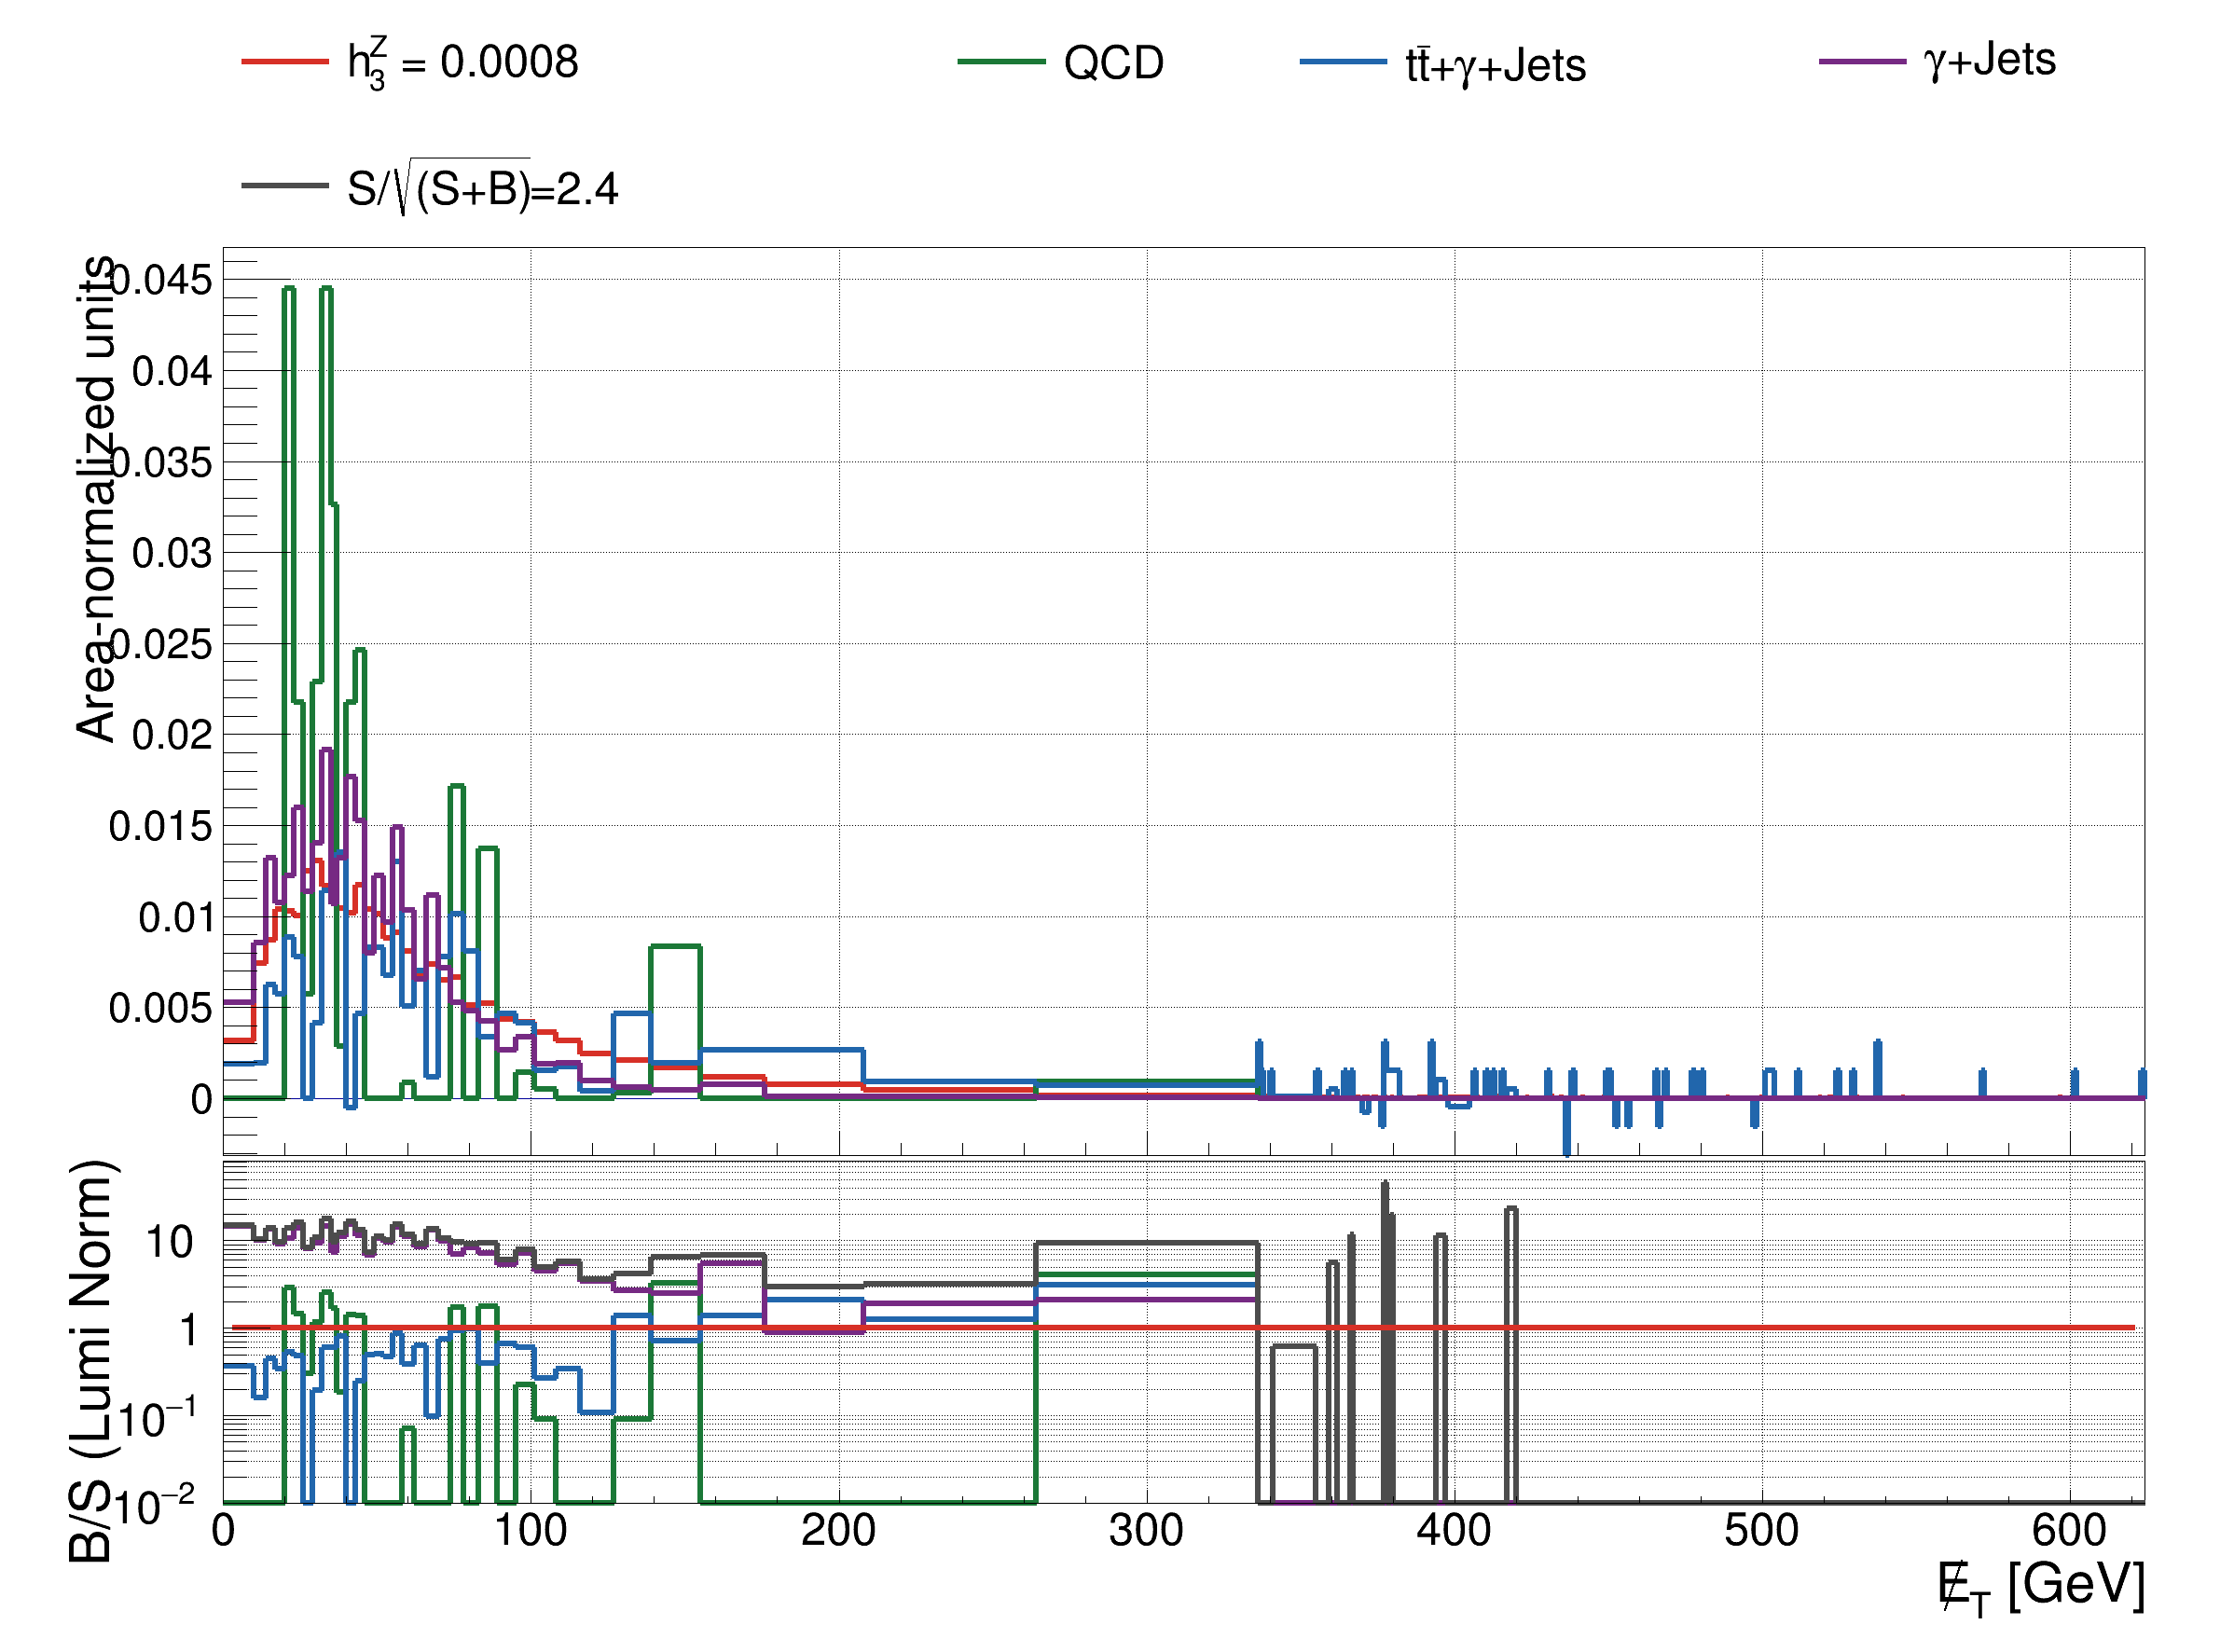 h₃ᶻ = 0.0008 QCD tt̄+γ+Jets γ+Jets
S/√(S+B)=2.4
Area-normalized units
0.045
0.04
0.035
0.03
0.025
0.02
0.015
0.01
0.005
0
B/S (Lumi Norm)
10
1
10⁻¹
10⁻²
0 100 200 300 400 500 600
E̸_T [GeV]